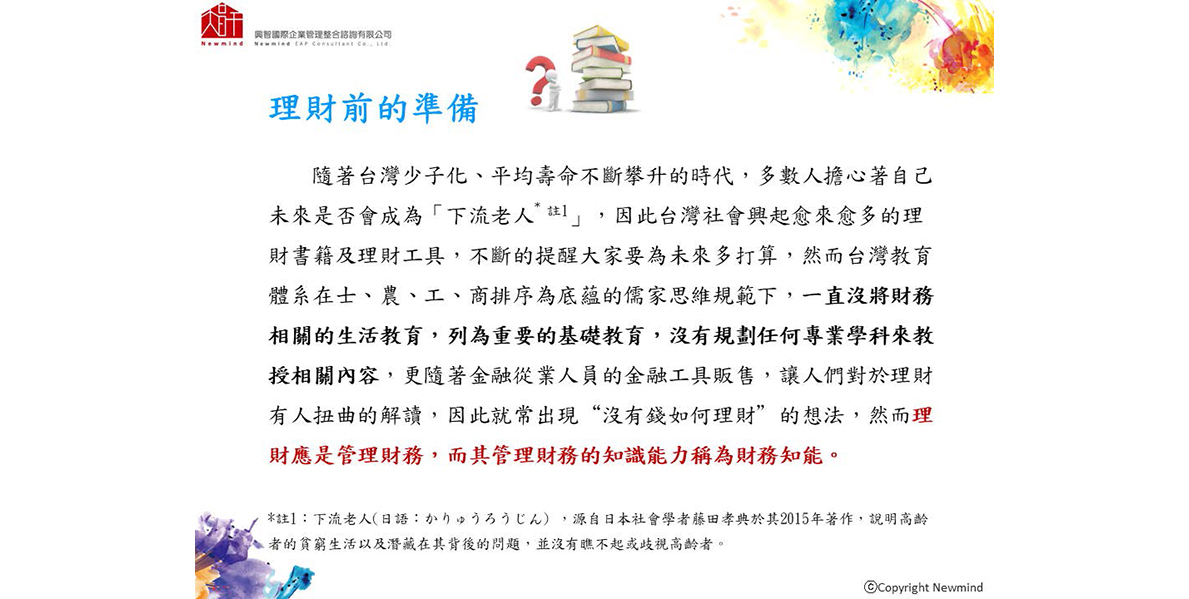 興智國際企業管理整合諮詢有限公司
Newmind
Newmind EAP Consultant Co., Ltd.
理財前的準備
隨著台灣少子化、平均壽命不斷攀升的時代，多數人擔心著自己
未來是否會成為「下流老人* 註1」，因此台灣社會興起愈來愈多的理
財書籍及理財工具，不斷的提醒大家要為未來多打算，然而台灣教育
體系在士、農、工、商排序為底蘊的儒家思維規範下，一直沒將財務
相關的生活教育，列為重要的基礎教育，沒有規劃任何專業學科來教
授相關內容，更隨著金融從業人員的金融工具販售，讓人們對於理財
有人扭曲的解讀，因此就常出現“沒有錢如何理財”的想法，然而理
財應是管理財務，而其管理財務的知識能力稱為財務知能。
*註1：下流老人(日語：かりゅうろうじん），源自日本社會學者藤田孝典於其2015年著作，說明高齡
者的貧窮生活以及潛藏在其背後的問題，並沒有瞧不起或歧視高齡者。
ⓒCopyright Newmind